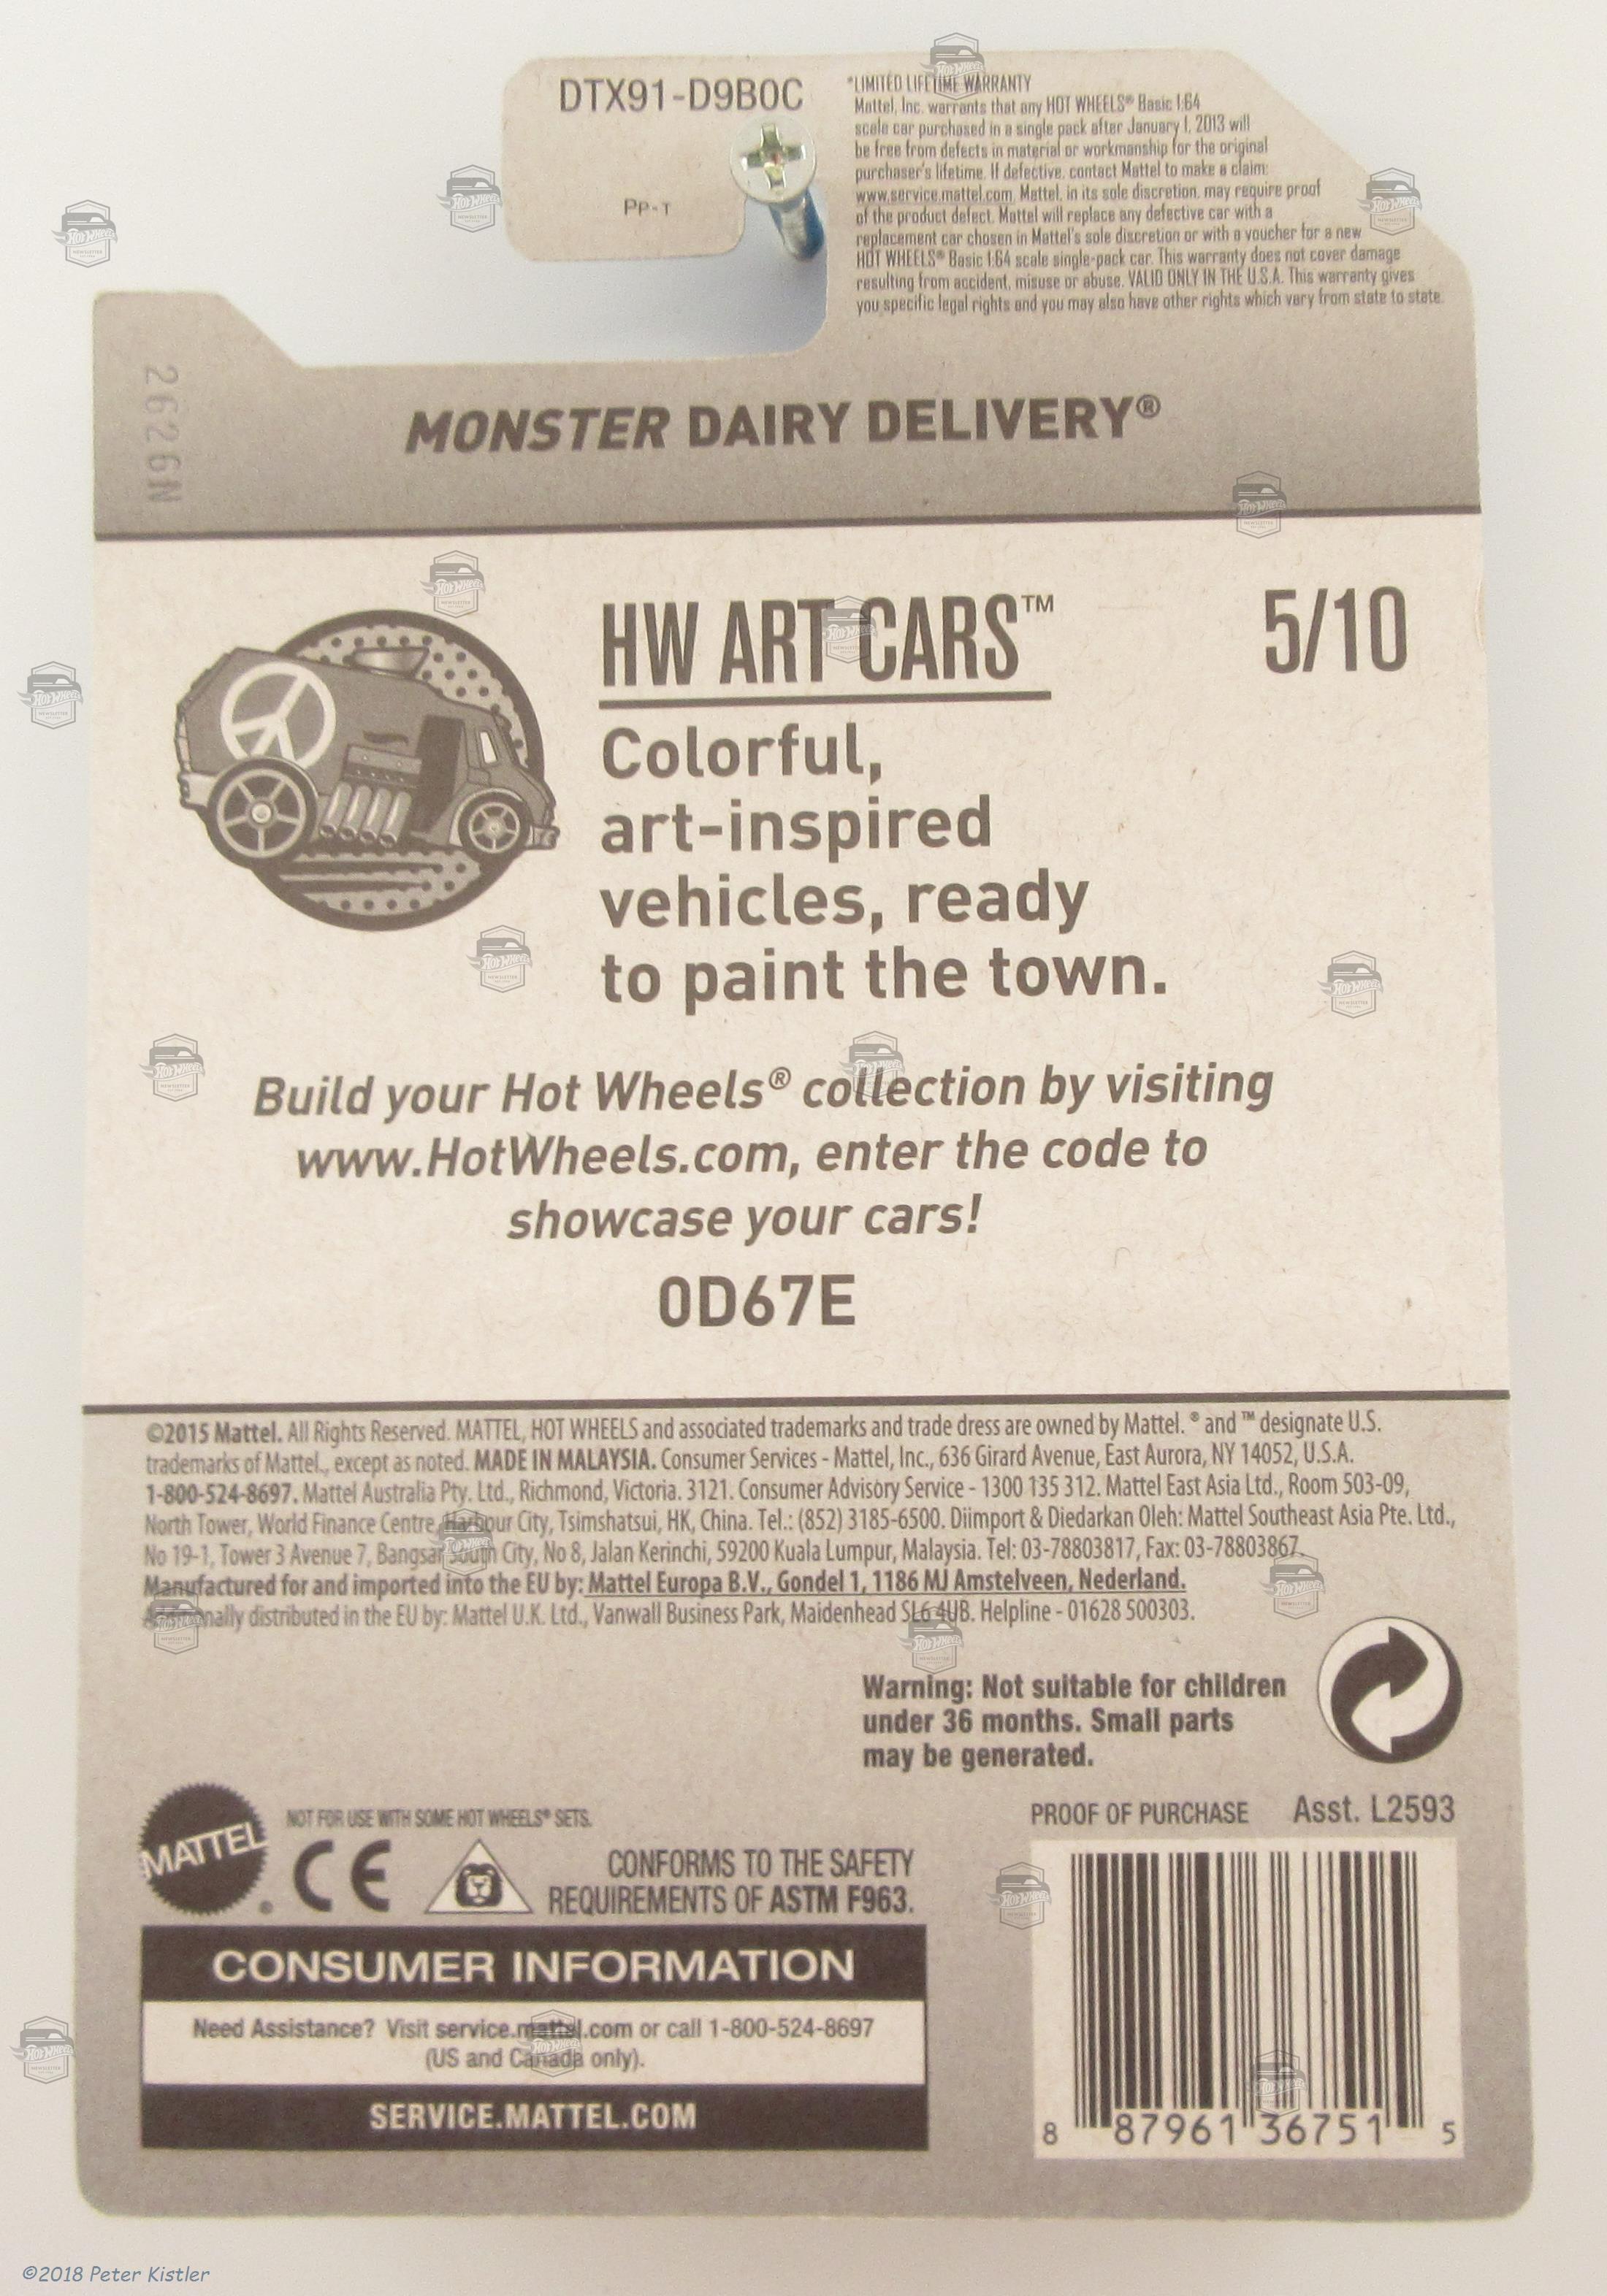 DTX91-D9B0C
Pp-T
*LIMITED LIFETIME WARRANTY
Mattel, Inc. warrants that any HOT WHEELS® Basic 1:64
scale car purchased in a single pack after January 1, 2013 will
be free from defects in material or workmanship for the original
purchaser's lifetime. If defective, contact Mattel to make a claim:
www.service.mattel.com. Mattel, in its sole discretion, may require proof
of the product defect. Mattel will replace any defective car with a
replacement car chosen in Mattel's sole discretion or with a voucher for a new
HOT WHEELS® Basic 1:64 scale single-pack car. This warranty does not cover damage
resulting from accident, misuse or abuse. VALID ONLY IN THE U.S.A. This warranty gives
you specific legal rights and you may also have other rights which vary from state to state.
2626N
MONSTER DAIRY DELIVERY®
HW ART CARS™
5/10
Colorful,
art-inspired
vehicles, ready
to paint the town.
Build your Hot Wheels® collection by visiting
www.HotWheels.com, enter the code to
showcase your cars!
0D67E
©2015 Mattel. All Rights Reserved. MATTEL, HOT WHEELS and associated trademarks and trade dress are owned by Mattel. ® and ™ designate U.S.
trademarks of Mattel, except as noted. MADE IN MALAYSIA. Consumer Services - Mattel, Inc., 636 Girard Avenue, East Aurora, NY 14052, U.S.A.
1-800-524-8697. Mattel Australia Pty. Ltd., Richmond, Victoria. 3121. Consumer Advisory Service - 1300 135 312. Mattel East Asia Ltd., Room 503-09,
North Tower, World Finance Centre, Harbour City, Tsimshatsui, HK, China. Tel.: (852) 3185-6500. Diimport & Diedarkan Oleh: Mattel Southeast Asia Pte. Ltd.,
No 19-1, Tower 3 Avenue 7, Bangsar South City, No 8, Jalan Kerinchi, 59200 Kuala Lumpur, Malaysia. Tel: 03-78803817, Fax: 03-78803867.
Manufactured for and imported into the EU by: Mattel Europa B.V., Gondel 1, 1186 MJ Amstelveen, Nederland.
Additionally distributed in the EU by: Mattel U.K. Ltd., Vanwall Business Park, Maidenhead SL6 4UB. Helpline - 01628 500303.
Warning: Not suitable for children
under 36 months. Small parts
may be generated.
MATTEL®
NOT FOR USE WITH SOME HOT WHEELS® SETS.
CE
CONFORMS TO THE SAFETY
REQUIREMENTS OF ASTM F963.
PROOF OF PURCHASE Asst. L2593
CONSUMER INFORMATION
Need Assistance? Visit service.mattel.com or call 1-800-524-8697
(US and Canada only).
SERVICE.MATTEL.COM
8 87961 36751 5
©2018 Peter Kistler